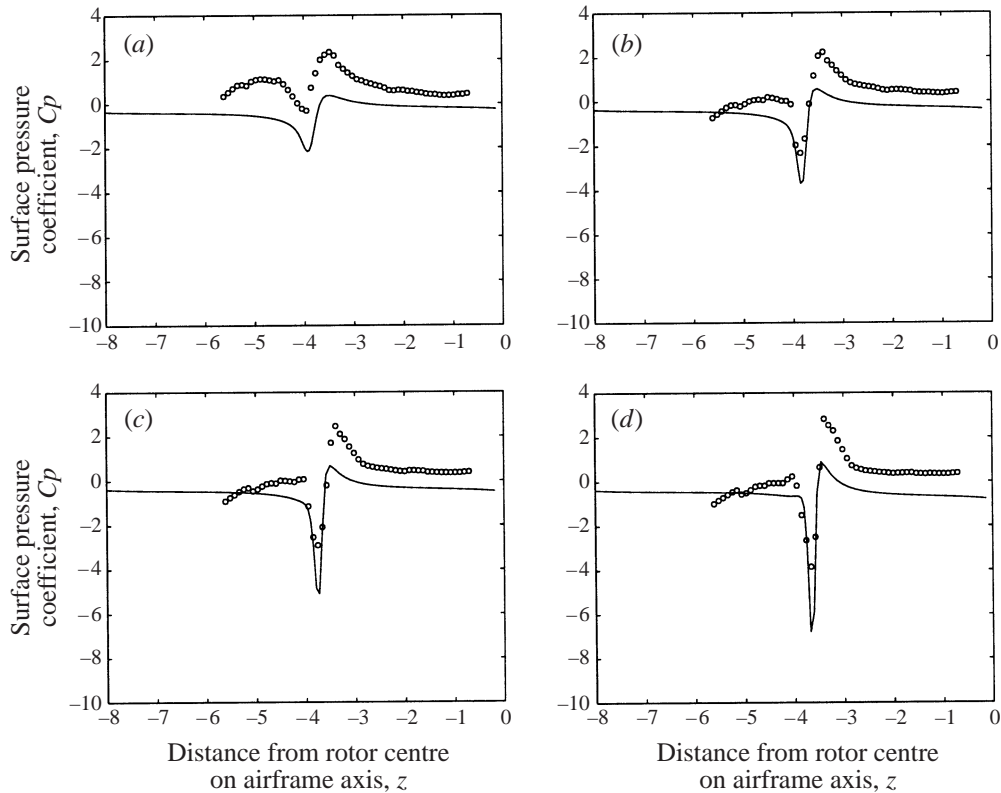 4
2
0
−2
−4
−6
−8
−10
(a)
−8 −7 −6 −5 −4 −3 −2 −1 0
Surface pressure
coefficient, Cp
4
2
0
−2
−4
−6
−8
−10
(b)
−8 −7 −6 −5 −4 −3 −2 −1 0
4
2
0
−2
−4
−6
−8
−10
(c)
−8 −7 −6 −5 −4 −3 −2 −1 0
Surface pressure
coefficient, Cp
Distance from rotor centre
on airframe axis, z
4
2
0
−2
−4
−6
−8
−10
(d)
−8 −7 −6 −5 −4 −3 −2 −1 0
Distance from rotor centre
on airframe axis, z